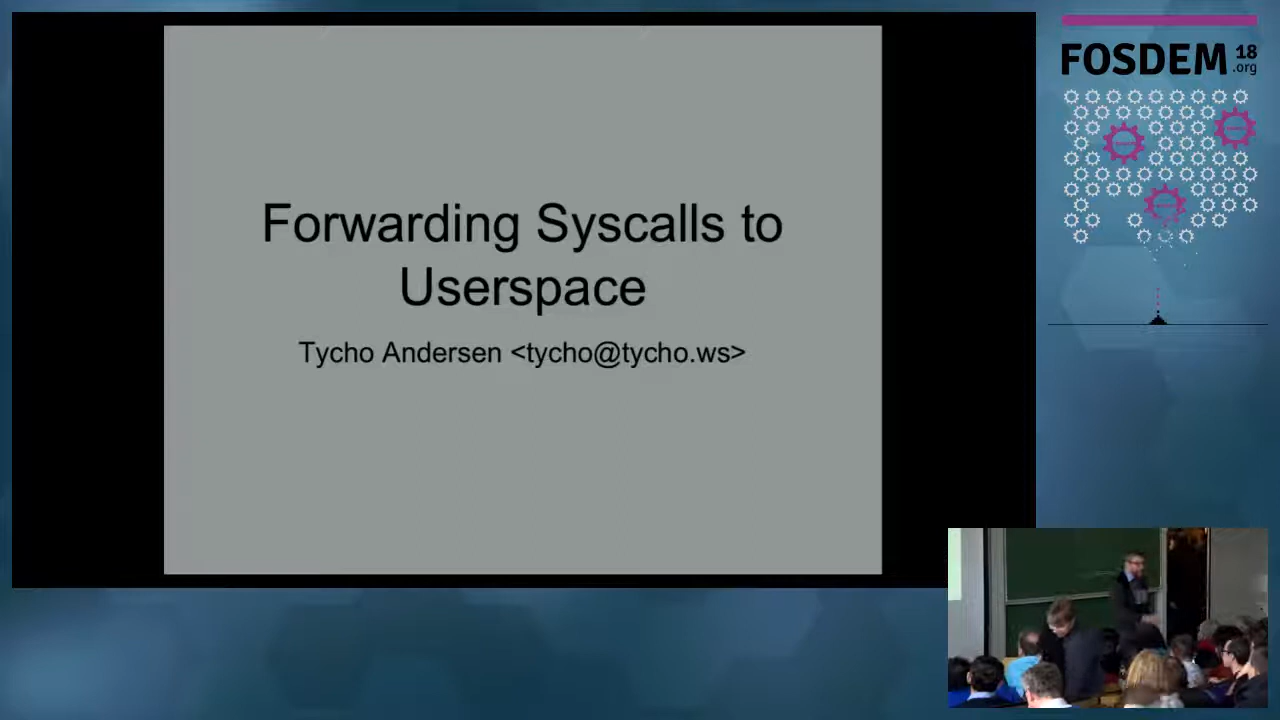 Forwarding Syscalls to
Userspace
Tycho Andersen <tycho@tycho.ws>
FOSDEM 18
.org